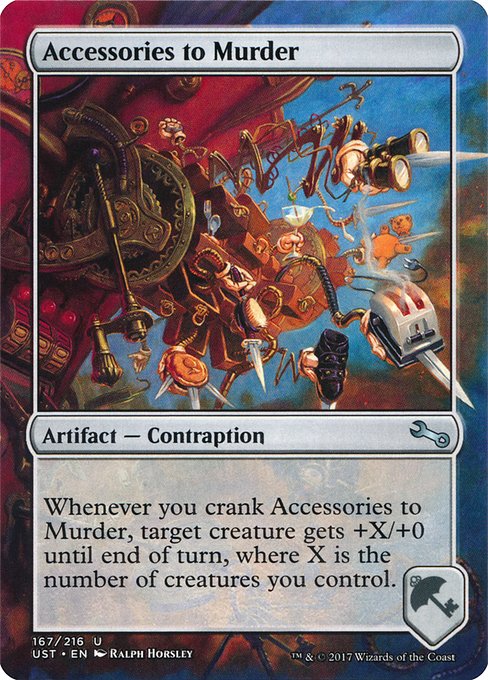 Accessories to Murder
Artifact — Contraption
Whenever you crank Accessories to
Murder, target creature gets +X/+0
until end of turn, where X is the
number of creatures you control.
167/216 U
UST • EN Ralph Horsley
™ & © 2017 Wizards of the Coast